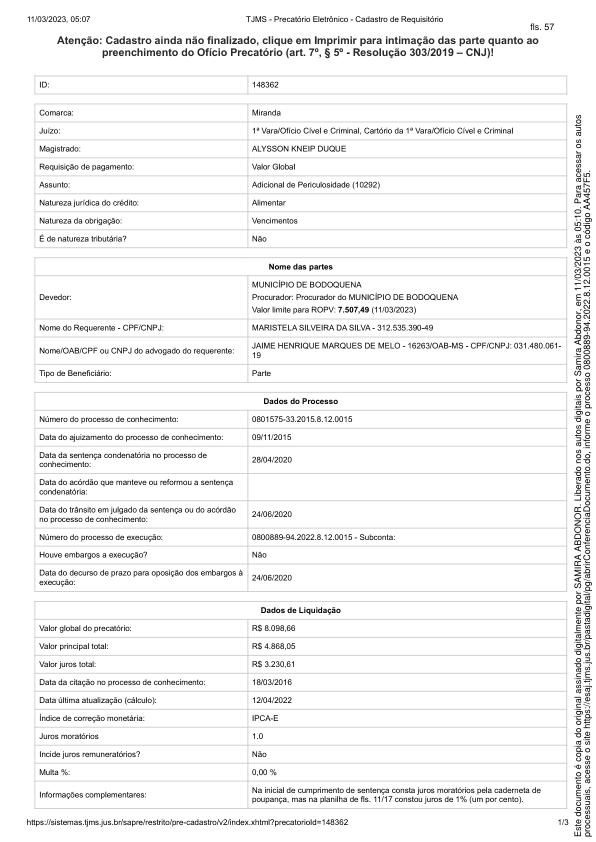 11/03/2023, 05:07 TJMS - Precatório Eletrônico - Cadastro de Requisitório
fls. 57
Atenção: Cadastro ainda não finalizado, clique em Imprimir para intimação das parte quanto ao
preenchimento do Ofício Precatório (art. 7º, § 5º - Resolução 303/2019 – CNJ)!
ID: 148362
Comarca: Miranda
Juízo: 1ª Vara/Ofício Cível e Criminal, Cartório da 1ª Vara/Ofício Cível e Criminal
Magistrado: ALYSSON KNEIP DUQUE
Requisição de pagamento: Valor Global
Assunto: Adicional de Periculosidade (10292)
Natureza jurídica do crédito: Alimentar
Natureza da obrigação: Vencimentos
É de natureza tributária? Não
Nome das partes
Devedor:
MUNICÍPIO DE BODOQUENA
Procurador: Procurador do MUNICÍPIO DE BODOQUENA
Valor limite para ROPV: 7.507,49 (11/03/2023)
Nome do Requerente - CPF/CNPJ: MARISTELA SILVEIRA DA SILVA - 312.535.390-49
Nome/OAB/CPF ou CNPJ do advogado do requerente:
JAIME HENRIQUE MARQUES DE MELO - 16263/OAB-MS - CPF/CNPJ: 031.480.061-
19
Tipo de Beneficiário: Parte
Dados do Processo
Número do processo de conhecimento: 0801575-33.2015.8.12.0015
Data do ajuizamento do processo de conhecimento: 09/11/2015
Data da sentença condenatória no processo de
conhecimento:
28/04/2020
Data do acórdão que manteve ou reformou a sentença
condenatória:
Data do trânsito em julgado da sentença ou do acórdão
no processo de conhecimento:
24/06/2020
Número do processo de execução: 0800889-94.2022.8.12.0015 - Subconta:
Houve embargos a execução? Não
Data do decurso de prazo para oposição dos embargos à
execução:
24/06/2020
Dados de Liquidação
Valor global do precatório: R$ 8.098,66
Valor principal total: R$ 4.868,05
Valor juros total: R$ 3.230,61
Data da citação no processo de conhecimento: 18/03/2016
Data última atualização (cálculo): 12/04/2022
Índice de correção monetária: IPCA-E
Juros moratórios 1.0
Incide juros remuneratórios? Não
Multa %: 0,00 %
Informações complementares:
Na inicial de cumprimento de sentença consta juros moratórios pela caderneta de
poupança, mas na planilha de fls. 11/17 constou juros de 1% (um por cento).
https://sistemas.tjms.jus.br/sapre/restrito/pre-cadastro/v2/index.xhtml?precatorioId=148362 1/3
Este documento é copia do original assinado digitalmente por SAMIRA ABDONOR. Liberado nos autos digitais por Samira Abdonor, em 11/03/2023 às 05:10. Para acessar os autos
processuais, acesse o site https://esaj.tjms.jus.br/pastadigital/pg/abrirConferenciaDocumento.do, informe o processo 0800889-94.2022.8.12.0015 e o código AA457F5.